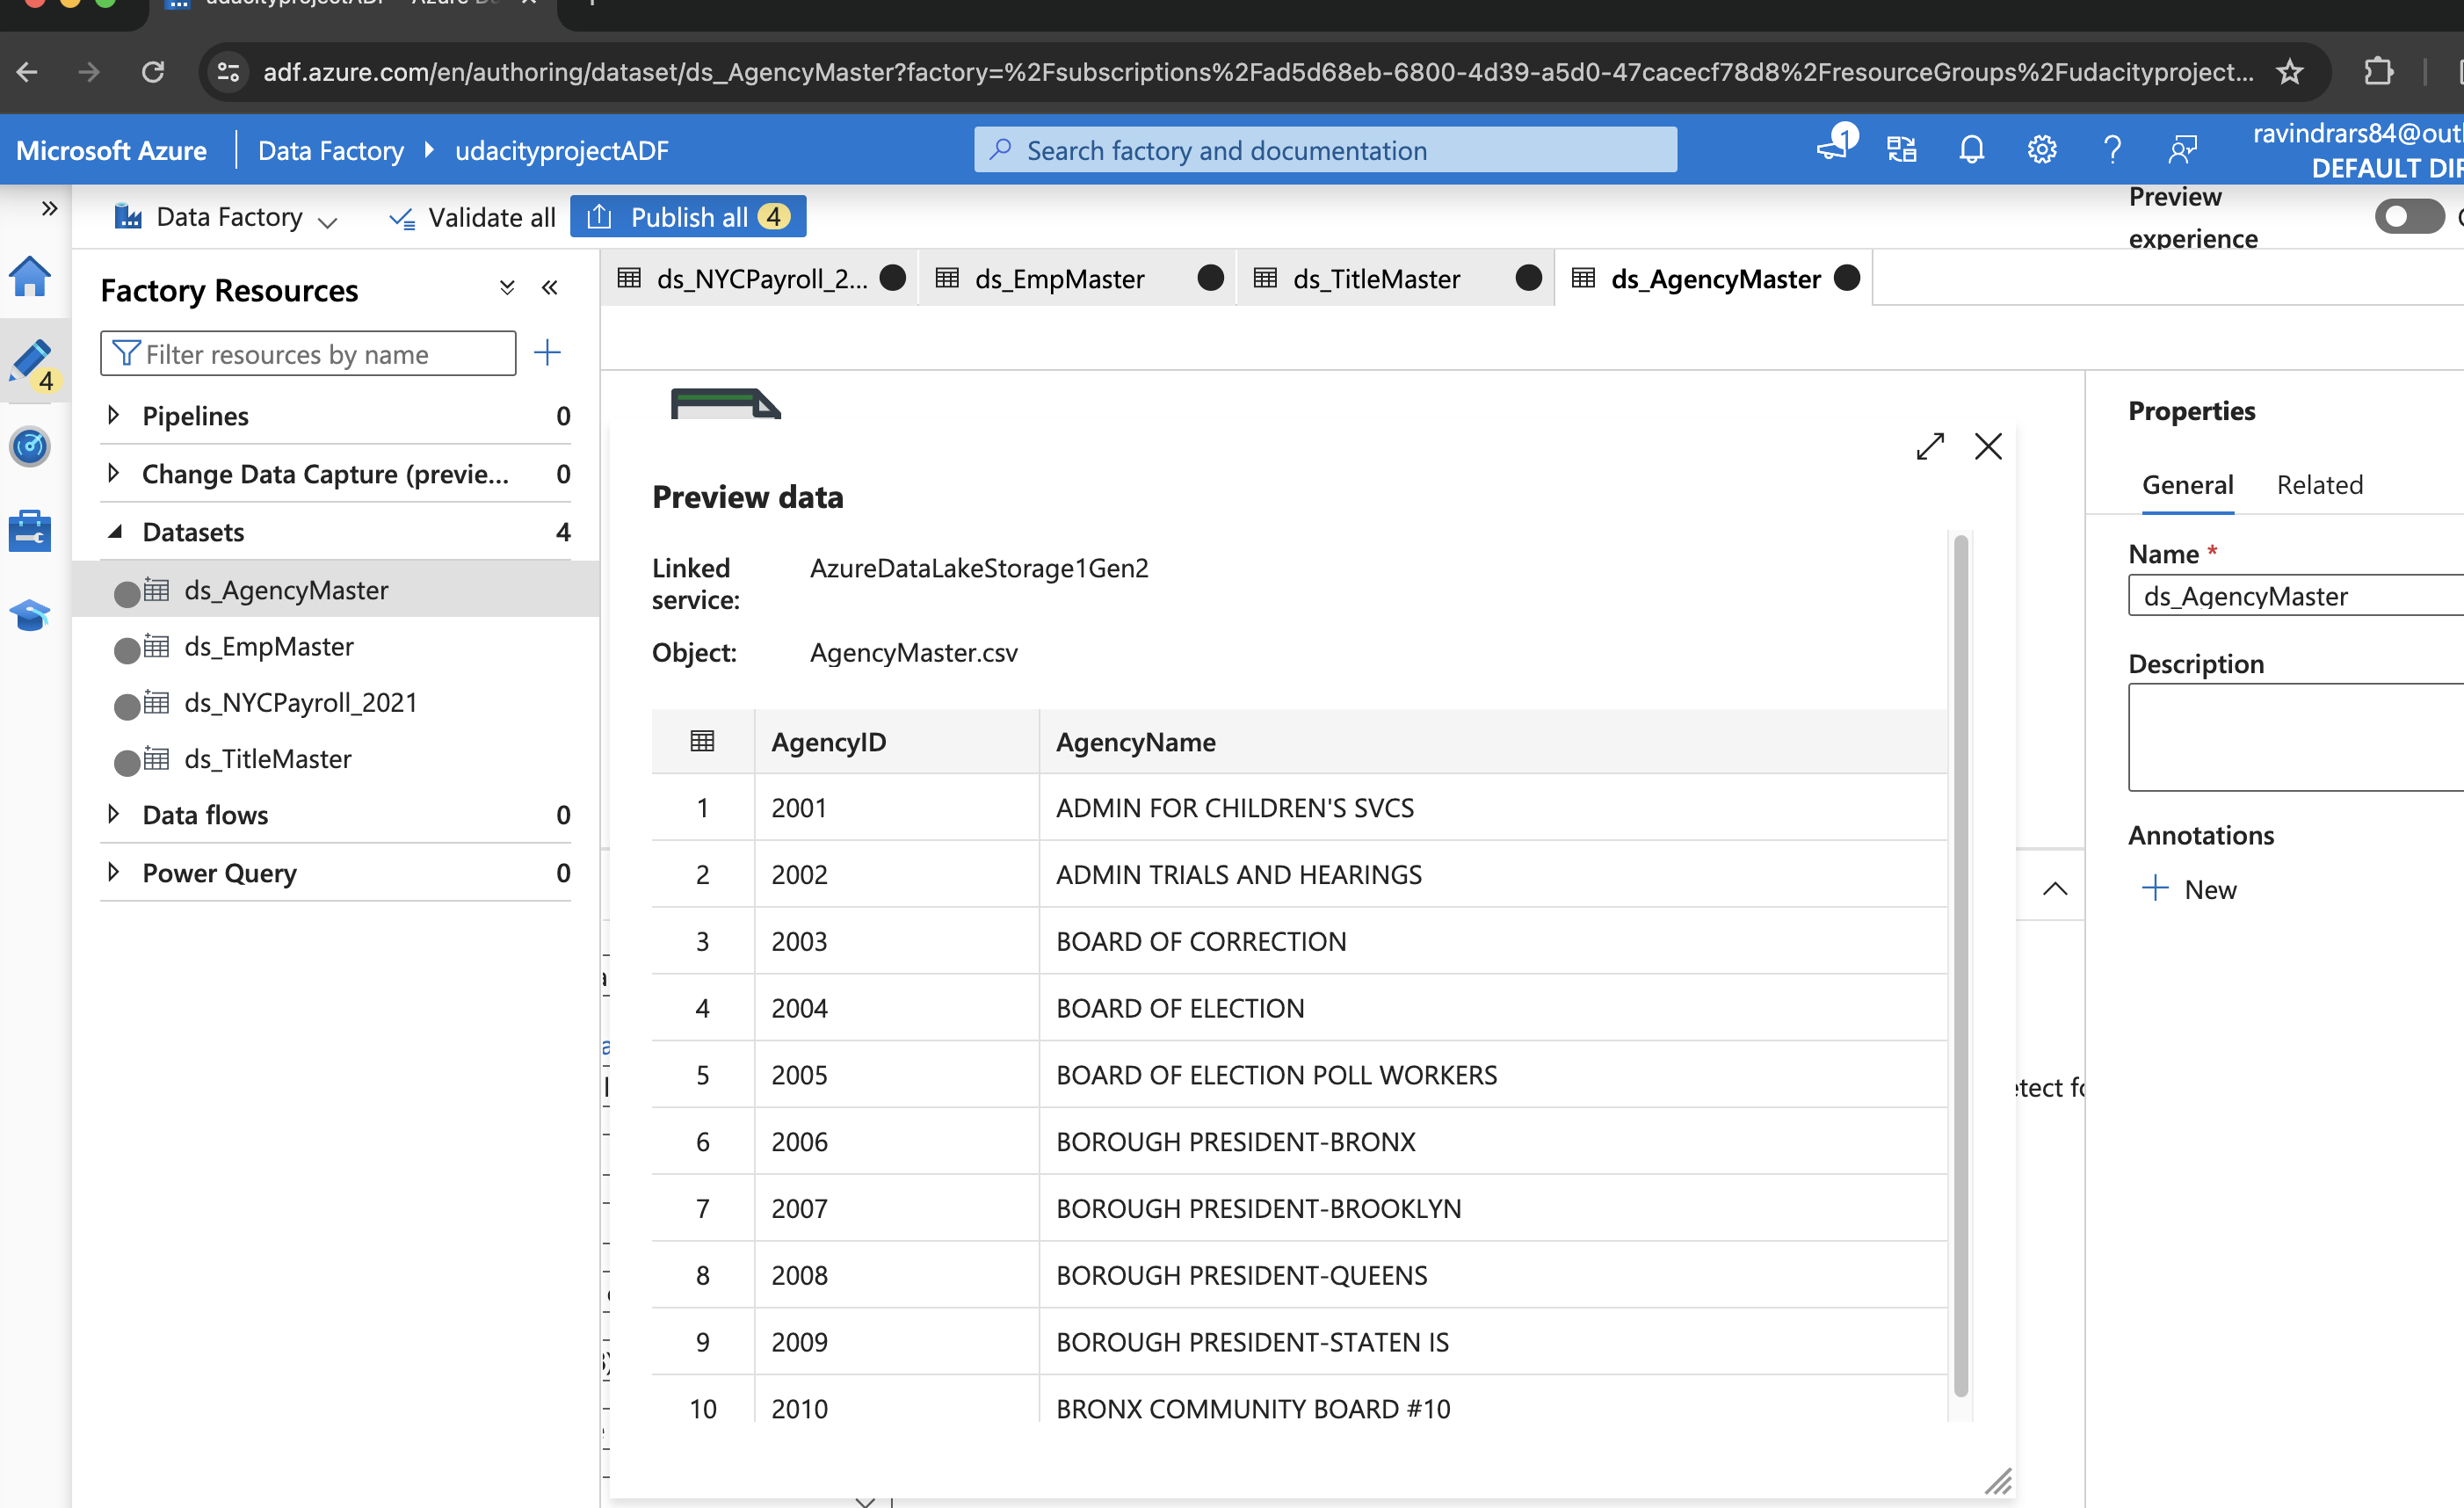 adf.azure.com/en/authoring/dataset/ds_AgencyMaster?factory=%2Fsubscriptions%2Fad5d68eb-6800-4d39-a5d0-47cacecf78d8%2FresourceGroups%2Fudacityproject...
Microsoft Azure
Data Factory
udacityprojectADF
Search factory and documentation
1
ravindrars84@out
DEFAULT DIR
Data Factory
Validate all
Publish all 4
Preview
experience
Factory Resources
Filter resources by name
4
Pipelines 0
Change Data Capture (previe... 0
Datasets 4
ds_AgencyMaster
ds_EmpMaster
ds_NYCPayroll_2021
ds_TitleMaster
Data flows 0
Power Query 0
ds_NYCPayroll_2...
ds_EmpMaster
ds_TitleMaster
ds_AgencyMaster
Preview data
Linked
service:
AzureDataLakeStorage1Gen2
Object: AgencyMaster.csv
AgencyID AgencyName
1 2001 ADMIN FOR CHILDREN'S SVCS
2 2002 ADMIN TRIALS AND HEARINGS
3 2003 BOARD OF CORRECTION
4 2004 BOARD OF ELECTION
5 2005 BOARD OF ELECTION POLL WORKERS
6 2006 BOROUGH PRESIDENT-BRONX
7 2007 BOROUGH PRESIDENT-BROOKLYN
8 2008 BOROUGH PRESIDENT-QUEENS
9 2009 BOROUGH PRESIDENT-STATEN IS
10 2010 BRONX COMMUNITY BOARD #10
Properties
General Related
Name *
ds_AgencyMaster
Description
Annotations
New